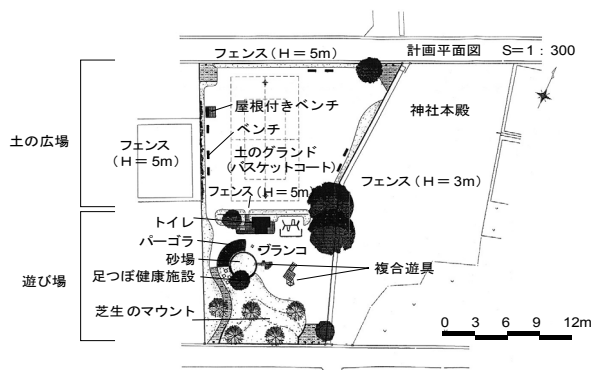 フェンス(H=5m)
計画平面図 S=1:300
屋根付きベンチ
神社本殿
土の広場
ベンチ
フェンス
(H=5m)
土のグランド
(バスケットコート)
フェンス(H=3m)
フェンス(H=5m)
トイレ
パーゴラ
ブランコ
砂場
複合遊具
遊び場
足つぼ健康施設
芝生のマウント
0 3 6 9 12m